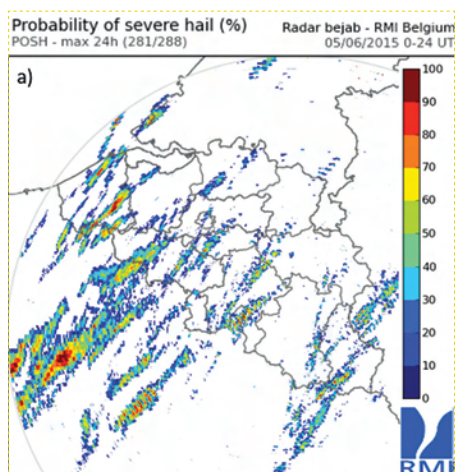 Probability of severe hail (%)
POSH - max 24h (281/288)
Radar bejab - RMI Belgium
05/06/2015 0-24 UT
a)
100
90
80
70
60
50
40
30
20
10
0
RMI